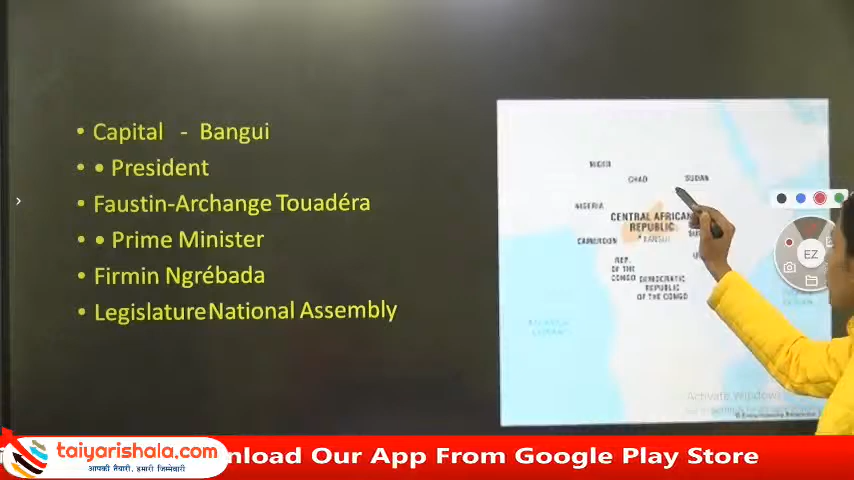 • Capital - Bangui
• • President
• Faustin-Archange Touadéra
• • Prime Minister
• Firmin Ngrébada
• Legislature National Assembly
NIGER
CHAD
SUDAN
NIGERIA
CENTRAL AFRICAN
REPUBLIC
CAMEROON
BANGUI
REP.
OF THE
CONGO
DEMOCRATIC
REPUBLIC
OF THE CONGO
EZ
Activate Windows
taiyarishala.com
आपकी तैयारी, हमारी जिम्मेवारी
nload Our App From Google Play Store